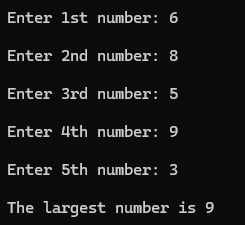 Enter 1st number: 6
Enter 2nd number: 8
Enter 3rd number: 5
Enter 4th number: 9
Enter 5th number: 3
The largest number is 9